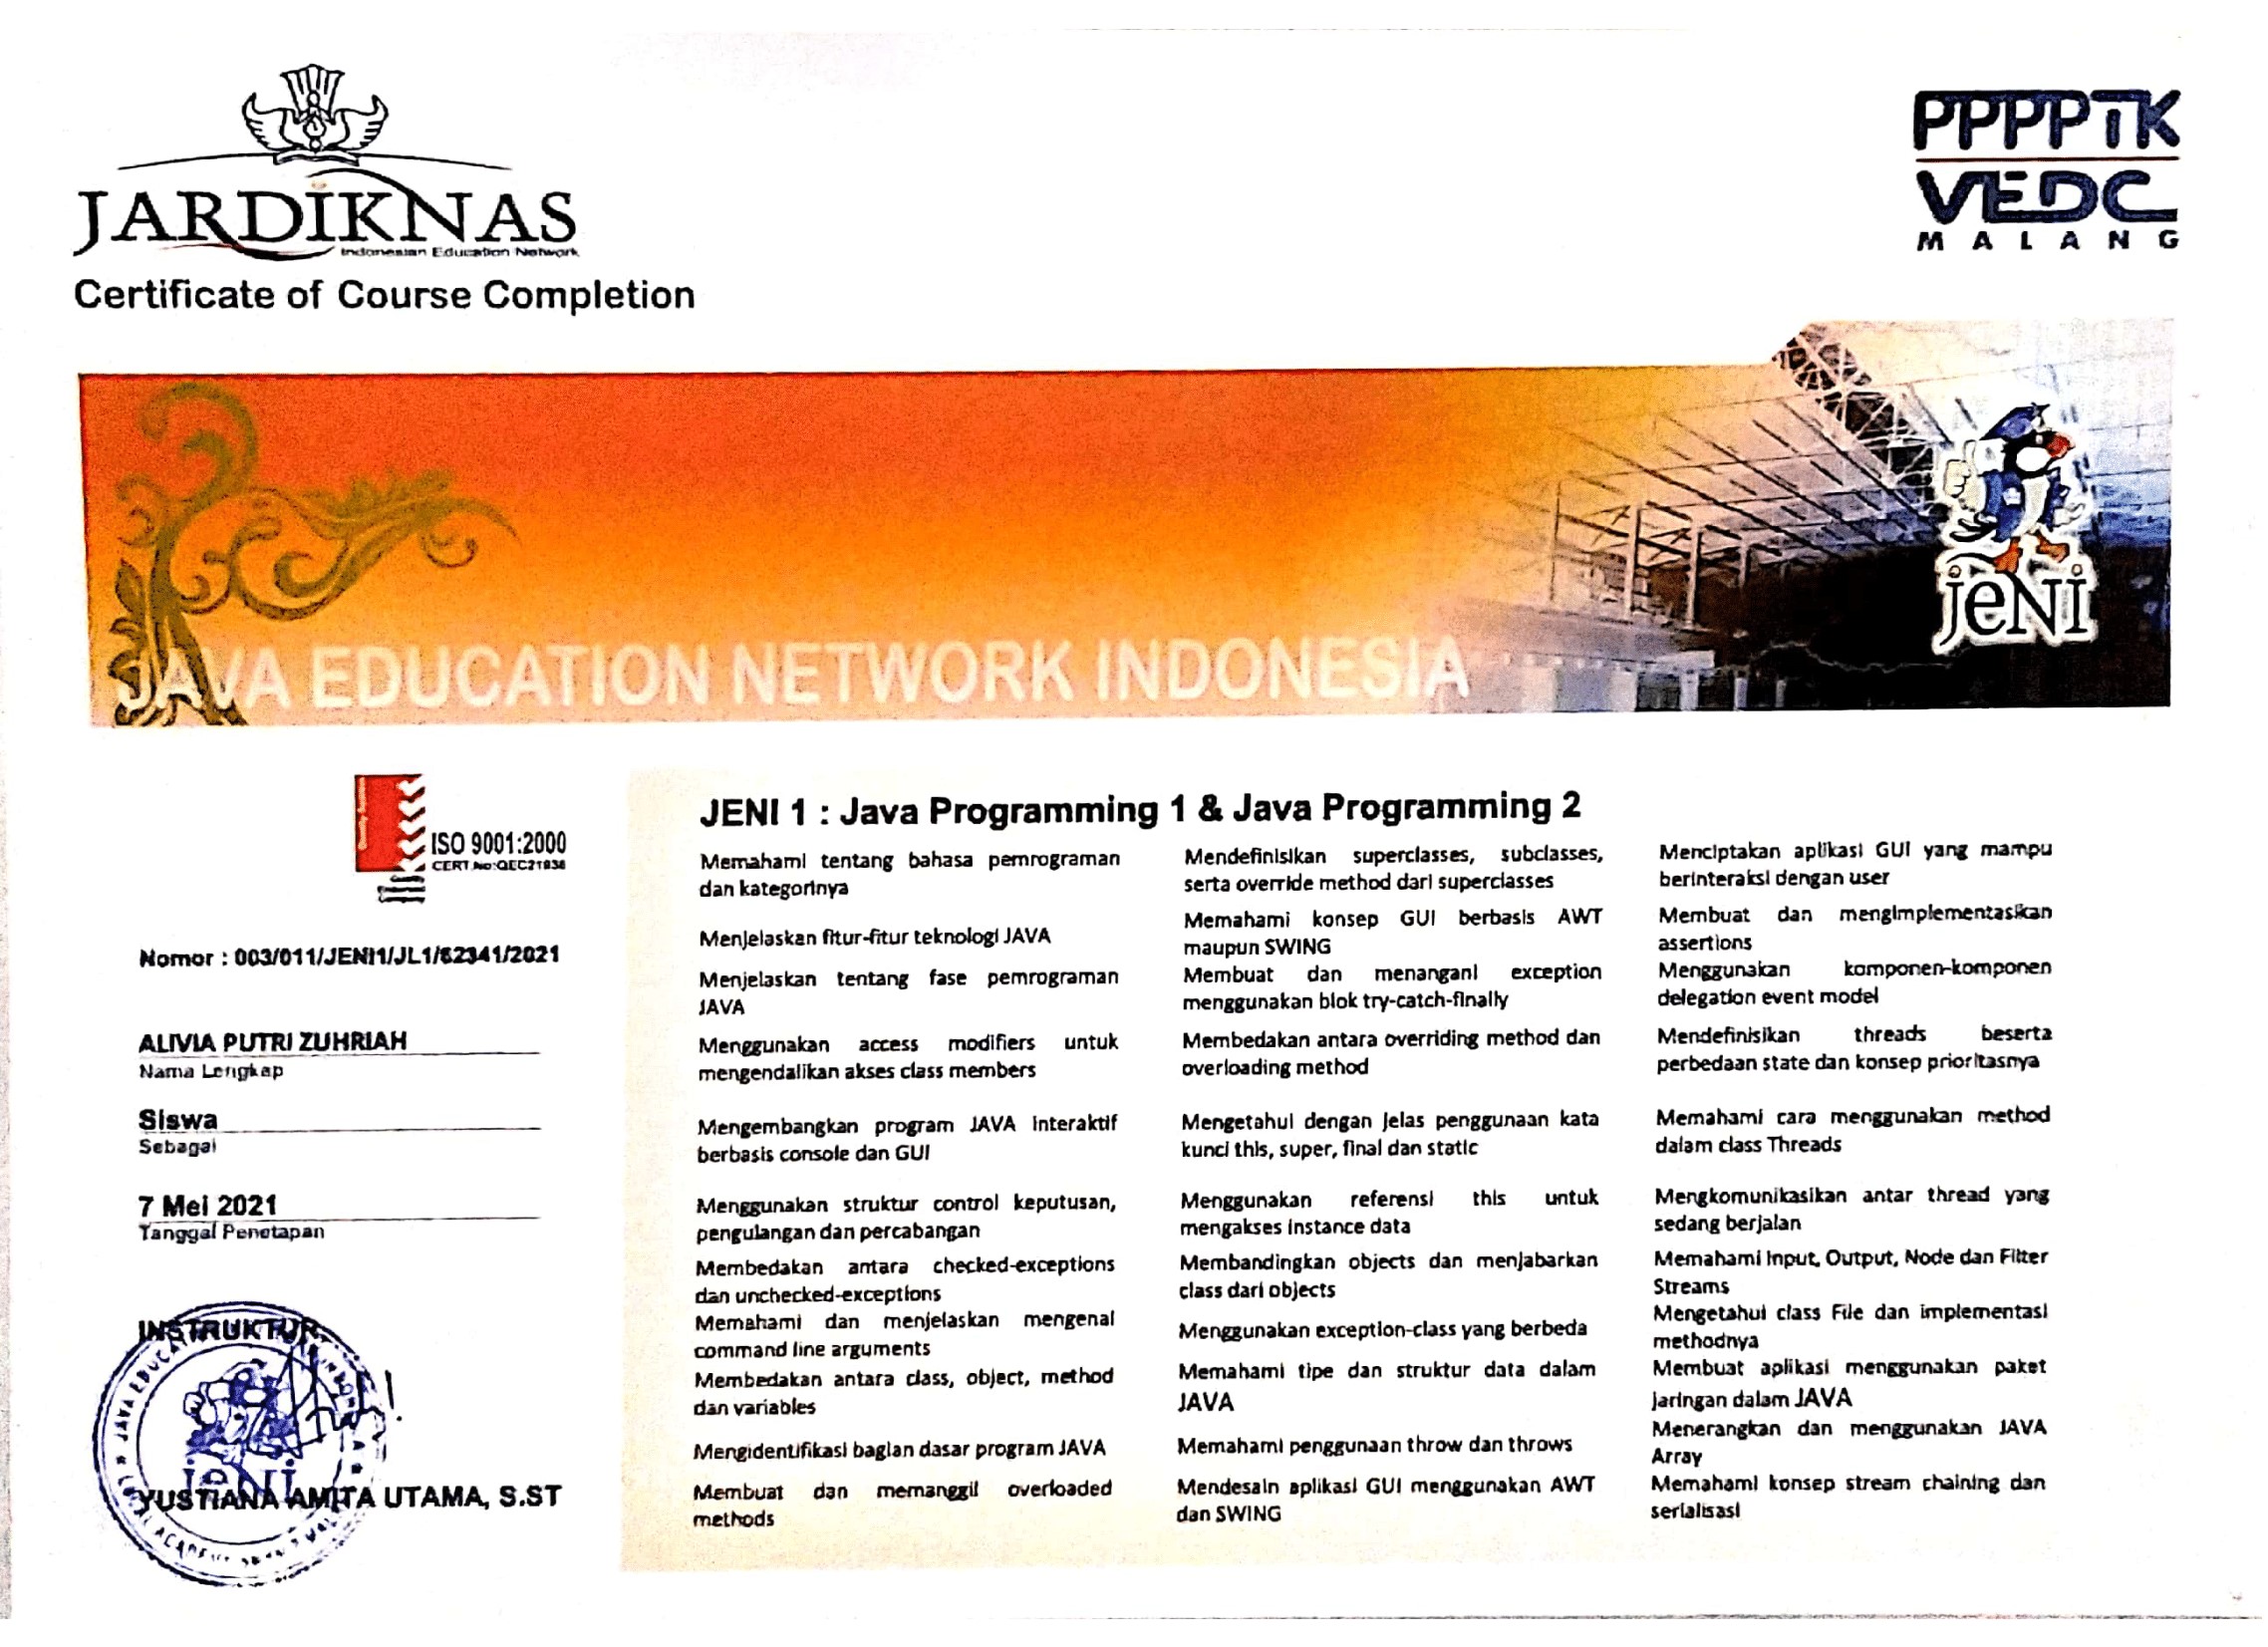 JARDIKNAS
Indonesian Education Network
Certificate of Course Completion
PPPPTK
VEDC
MALANG
jeNi
JAVA EDUCATION NETWORK INDONESIA
ISO 9001:2000
CERT No:QEC21938
Nomor : 003/011/JENI1/JL1/62341/2021
ALIVIA PUTRI ZUHRIAH
Nama Lengkap
Siswa
Sebagai
7 Mei 2021
Tanggal Penetapan
INSTRUKTUR
JAVA EDUCATION
jeNi
YUSTIANA AMITA UTAMA, S.ST
JENI 1 : Java Programming 1 & Java Programming 2
Memahami tentang bahasa pemrograman
dan kategorinya
Menjelaskan fitur-fitur teknologi JAVA
Menjelaskan tentang fase pemrograman
JAVA
Menggunakan access modifiers untuk
mengendalikan akses class members
Mengembangkan program JAVA interaktif
berbasis console dan GUI
Menggunakan struktur control keputusan,
pengulangan dan percabangan
Membedakan antara checked-exceptions
dan unchecked-exceptions
Memahami dan menjelaskan mengenal
command line arguments
Membedakan antara class, object, method
dan variables
Mengidentifikasi bagian dasar program JAVA
Membuat dan memanggil overloaded
methods
Mendefinisikan superclasses, subclasses,
serta override method dari superclasses
Memahami konsep GUI berbasis AWT
maupun SWING
Membuat dan menangani exception
menggunakan blok try-catch-finally
Membedakan antara overriding method dan
overloading method
Mengetahui dengan jelas penggunaan kata
kunci this, super, final dan static
Menggunakan referensi this untuk
mengakses instance data
Membandingkan objects dan menjabarkan
class dari objects
Menggunakan exception-class yang berbeda
Memahami tipe dan struktur data dalam
JAVA
Memahami penggunaan throw dan throws
Mendesain aplikasi GUI menggunakan AWT
dan SWING
Menciptakan aplikasi GUI yang mampu
berinteraksi dengan user
Membuat dan mengimplementasikan
assertions
Menggunakan komponen-komponen
delegation event model
Mendefinisikan threads beserta
perbedaan state dan konsep prioritasnya
Memahami cara menggunakan method
dalam class Threads
Mengkomunikasikan antar thread yang
sedang berjalan
Memahami Input, Output, Node dan Filter
Streams
Mengetahui class File dan implementasi
methodnya
Membuat aplikasi menggunakan paket
jaringan dalam JAVA
Menerangkan dan menggunakan JAVA
Array
Memahami konsep stream chaining dan
serialisasi